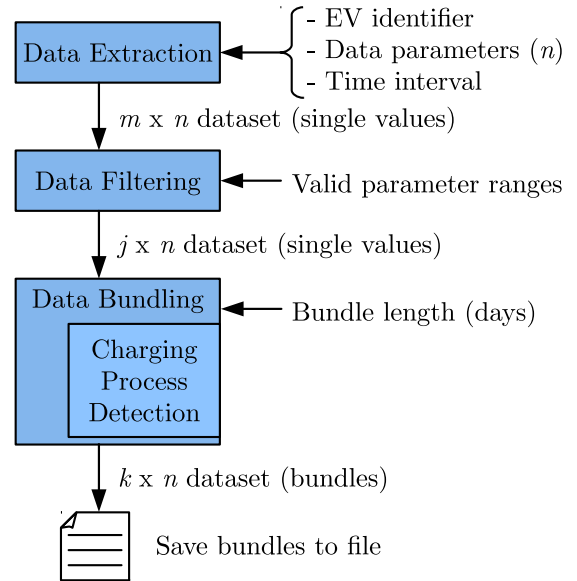 Data Extraction
- EV identifier
- Data parameters (n)
- Time interval
m x n dataset (single values)
Data Filtering
Valid parameter ranges
j x n dataset (single values)
Data Bundling
Bundle length (days)
Charging
Process
Detection
k x n dataset (bundles)
Save bundles to file